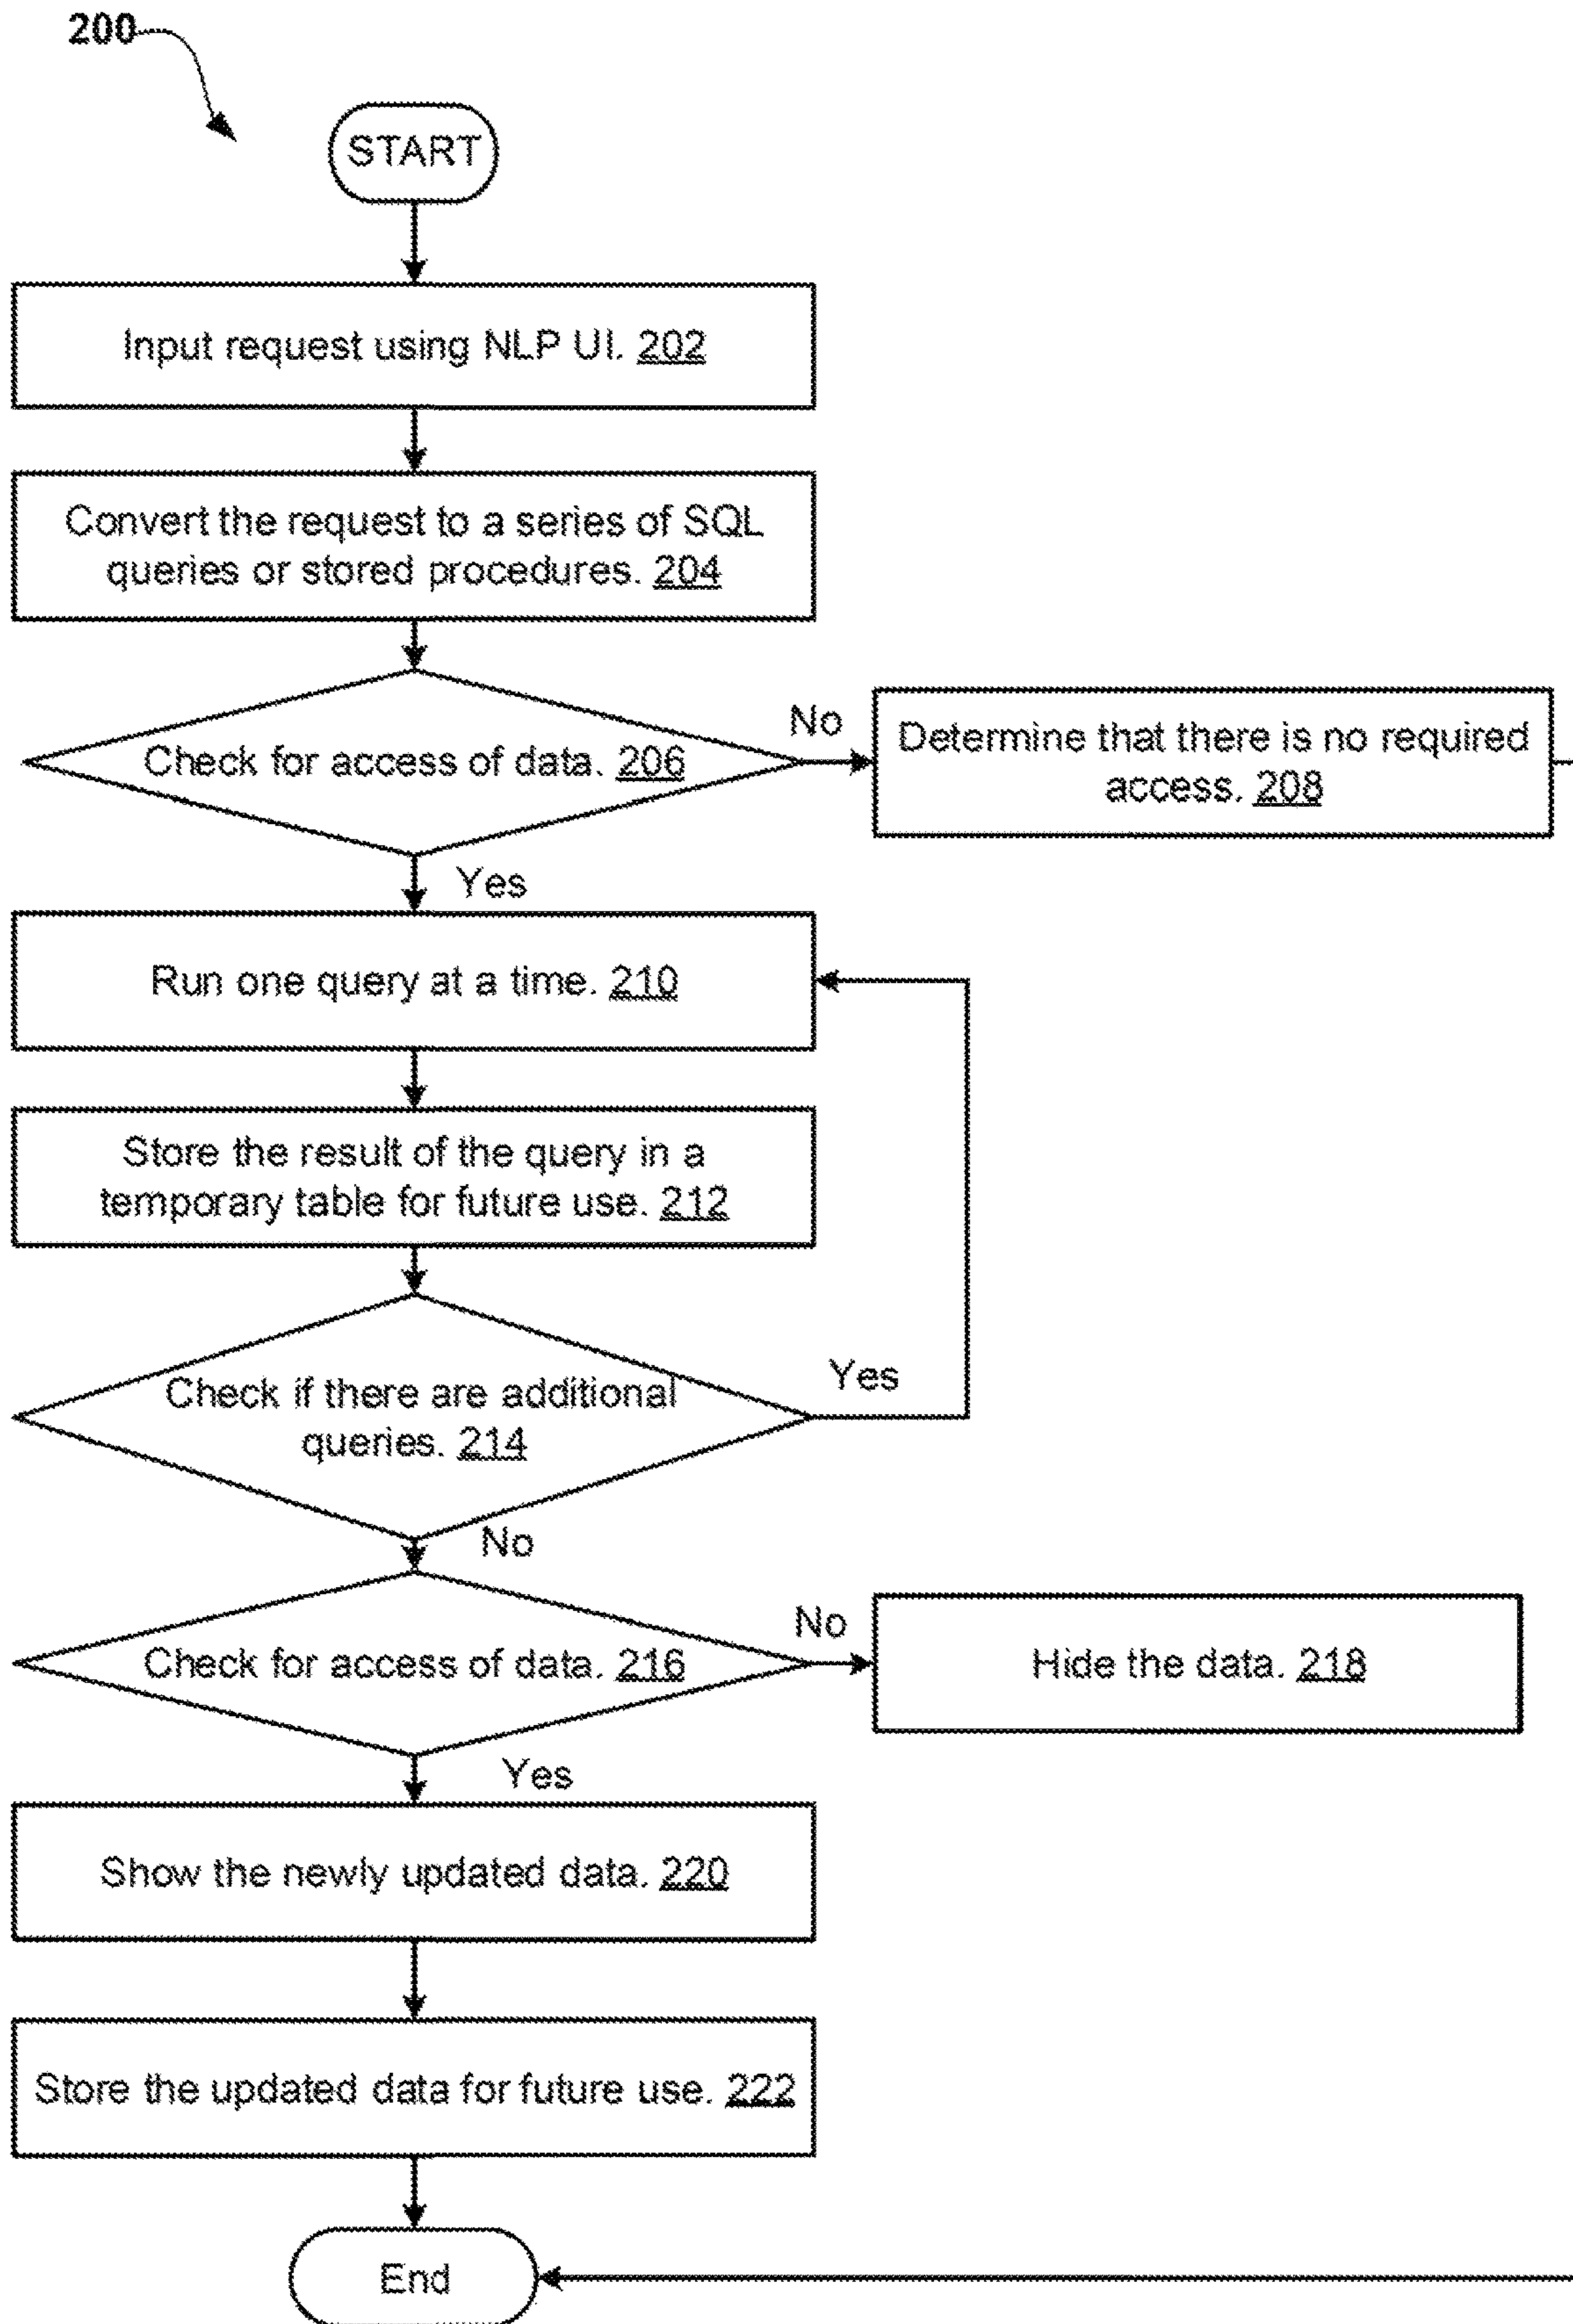 200
START
Input request using NLP UI. 202
Convert the request to a series of SQL
queries or stored procedures. 204
Check for access of data. 206
No
Determine that there is no required
access. 208
Yes
Run one query at a time. 210
Store the result of the query in a
temporary table for future use. 212
Check if there are additional
queries. 214
Yes
No
Check for access of data. 216
No
Hide the data. 218
Yes
Show the newly updated data. 220
Store the updated data for future use. 222
End